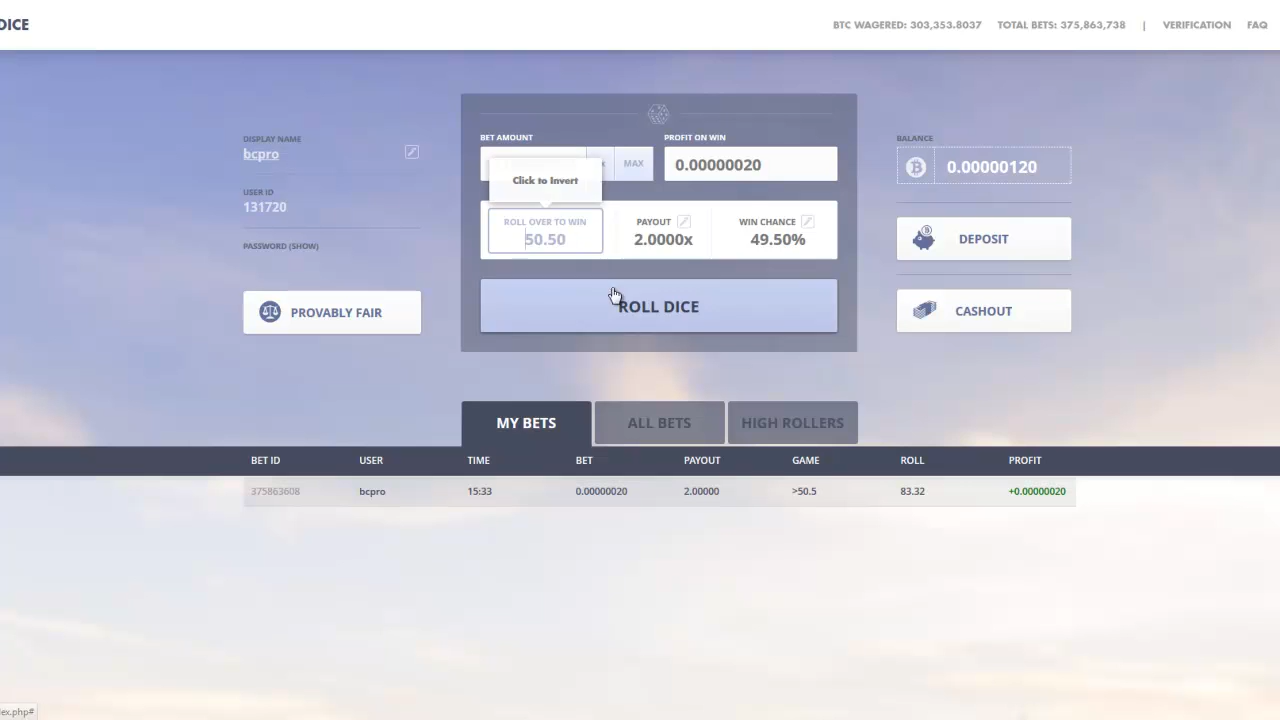 DICE
BTC WAGERED: 303,353.8037 TOTAL BETS: 375,863,738 | VERIFICATION FAQ
DISPLAY NAME
bcpro
USER ID
131720
PASSWORD (SHOW)
PROVABLY FAIR
BET AMOUNT
MAX
PROFIT ON WIN
0.00000020
Click to Invert
ROLL OVER TO WIN
50.50
PAYOUT
2.0000x
WIN CHANCE
49.50%
ROLL DICE
BALANCE
0.00000120
DEPOSIT
CASHOUT
MY BETS ALL BETS HIGH ROLLERS
BET ID USER TIME BET PAYOUT GAME ROLL PROFIT
375863608 bcpro 15:33 0.00000020 2.00000 >50.5 83.32 +0.00000020
lex.php#